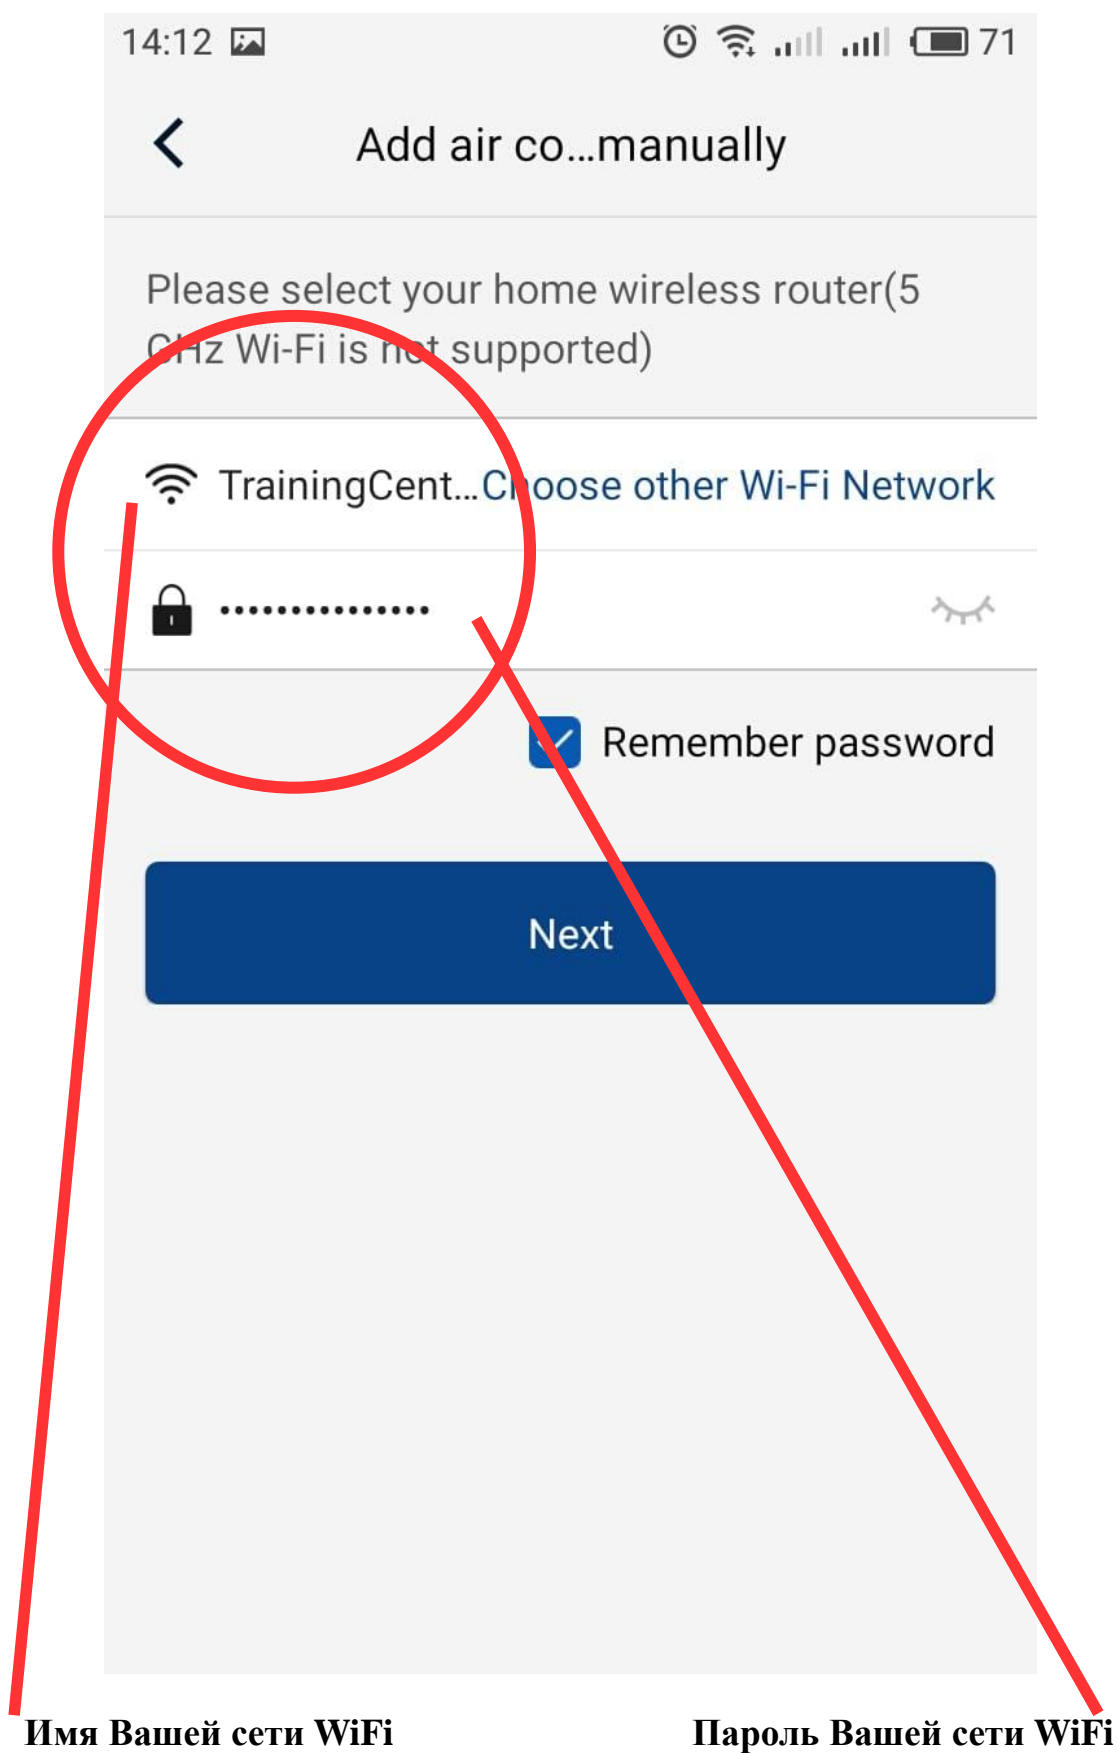 14:12 71
Add air co...manually
Please select your home wireless router(5
GHz Wi-Fi is not supported)
TrainingCent...Choose other Wi-Fi Network
•••••••••••••••
Remember password
Next
Имя Вашей сети WiFi Пароль Вашей сети WiFi